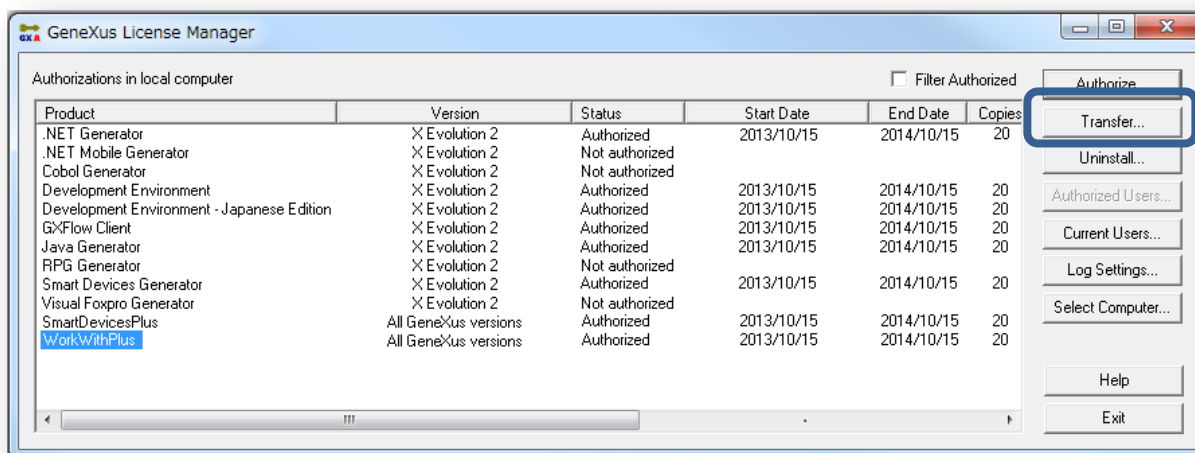 GX A GeneXus License Manager
Authorizations in local computer
Filter Authorized
Product Version Status Start Date End Date Copies
.NET Generator X Evolution 2 Authorized 2013/10/15 2014/10/15 20
.NET Mobile Generator X Evolution 2 Not authorized
Cobol Generator X Evolution 2 Not authorized
Development Environment X Evolution 2 Authorized 2013/10/15 2014/10/15 20
Development Environment - Japanese Edition X Evolution 2 Authorized 2013/10/15 2014/10/15 20
GXFlow Client X Evolution 2 Authorized 2013/10/15 2014/10/15 20
Java Generator X Evolution 2 Authorized 2013/10/15 2014/10/15 20
RPG Generator X Evolution 2 Not authorized
Smart Devices Generator X Evolution 2 Authorized 2013/10/15 2014/10/15 20
Visual Foxpro Generator X Evolution 2 Not authorized
SmartDevicesPlus All GeneXus versions Authorized 2013/10/15 2014/10/15 20
WorkWithPlus All GeneXus versions Authorized 2013/10/15 2014/10/15 20
Authorize...
Transfer...
Uninstall...
Authorized Users...
Current Users...
Log Settings...
Select Computer...
Help
Exit